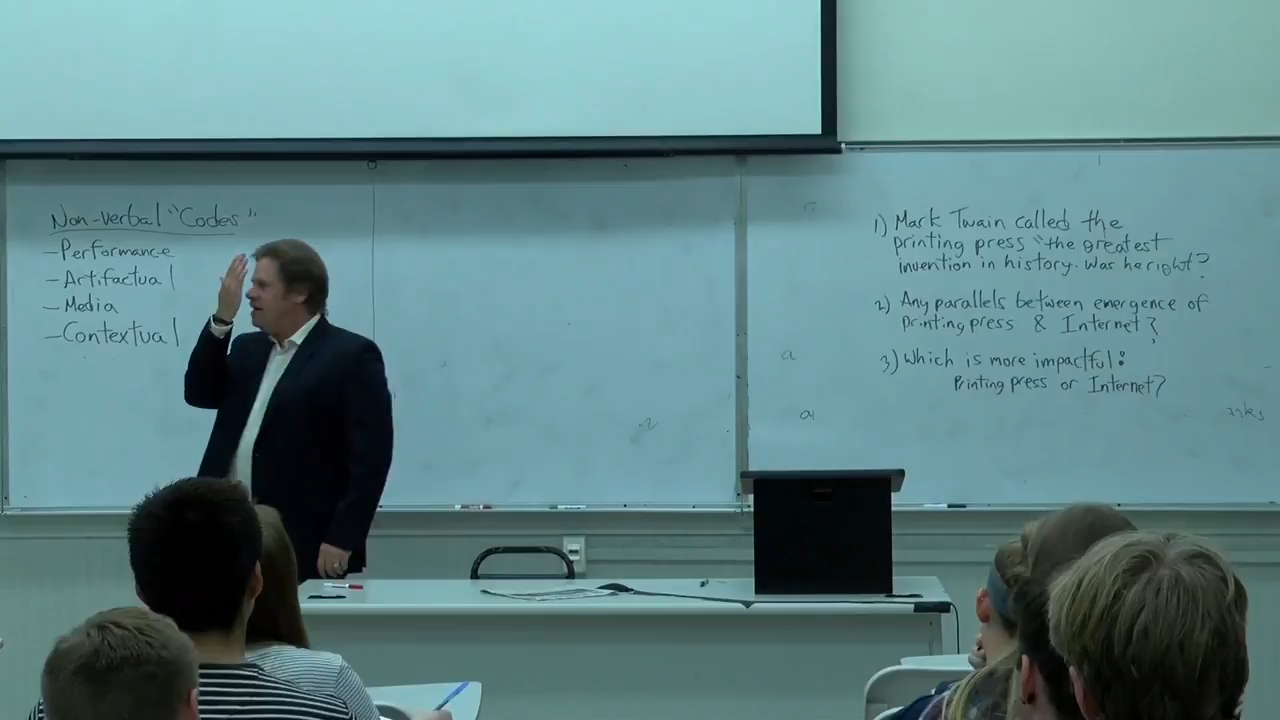 Non-verbal "Codes"
-Performance
-Artifactual
-Media
-Contextual
1) Mark Twain called the
printing press "the greatest
invention in history. Was he right?
2) Any parallels between emergence of
Printing press & Internet?
3) Which is more impactful:
Printing press or Internet?